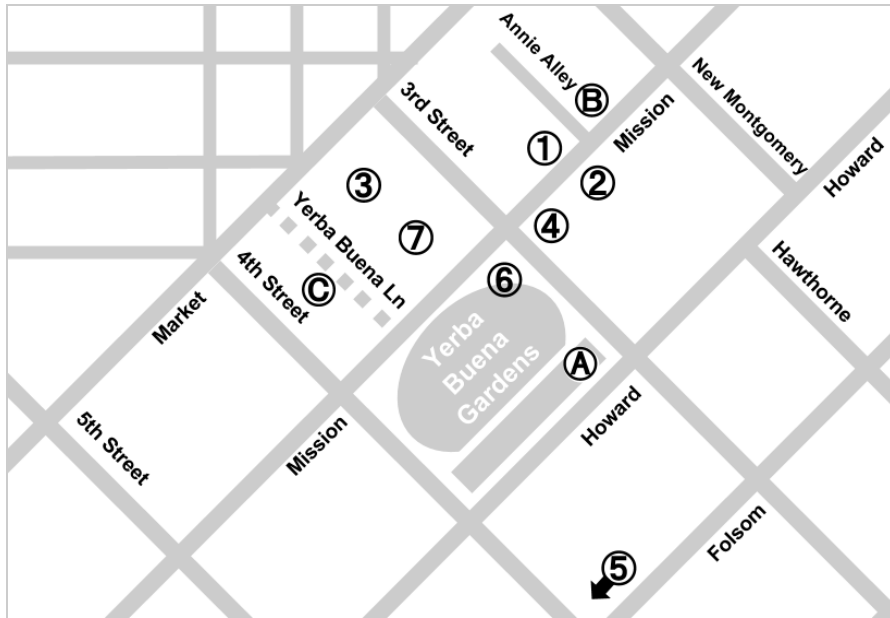 Annie Alley
B
3rd Street
New Montgomery
Mission
1
2
Howard
3
Yerba Buena Ln
7
4
4th Street
C
6
Hawthorne
Market
Yerba
Buena
Gardens
A
Howard
5th Street
Mission
Folsom
5